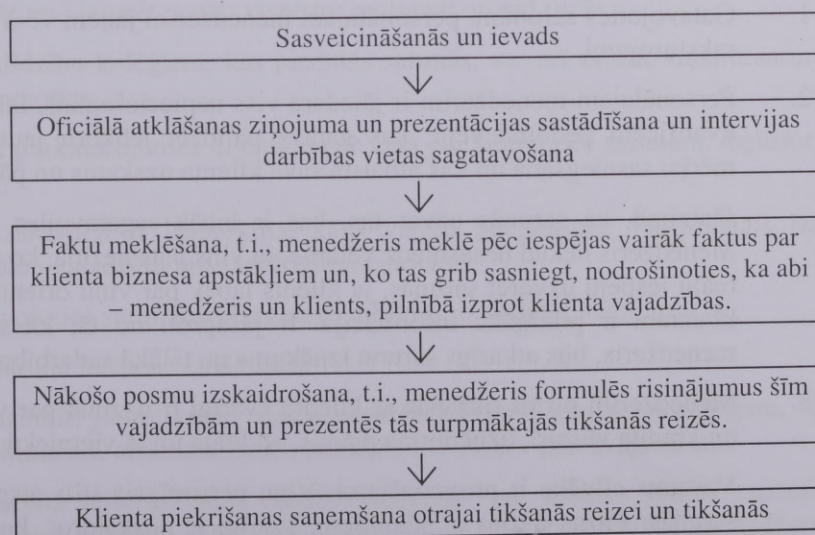 Sasveicināšanās un ievads
Oficiālā atklāšanas ziņojuma un prezentācijas sastādīšana un intervijas
darbības vietas sagatavošana
Faktu meklēšana, t.i., menedžeris meklē pēc iespējas vairāk faktus par
klienta biznesa apstākļiem un, ko tas grib sasniegt, nodrošinoties, ka abi
– menedžeris un klients, pilnībā izprot klienta vajadzības.
Nākošo posmu izskaidrošana, t.i., menedžeris formulēs risinājumus šīm
vajadzībām un prezentēs tās turpmākajās tikšanās reizēs.
Klienta piekrišanas saņemšana otrajai tikšanās reizei un tikšanās